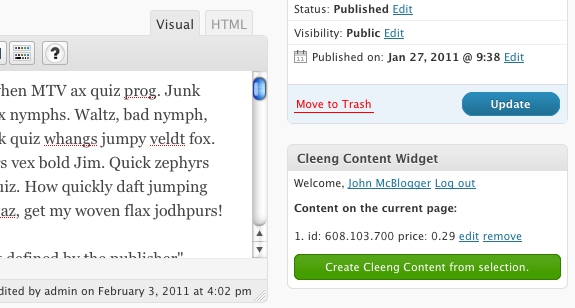 Visual HTML
when MTV ax quiz prog. Junk
x nymphs. Waltz, bad nymph,
k quiz whangs jumpy veldt fox.
rs vex bold Jim. Quick zephyrs
uiz. How quickly daft jumping
az, get my woven flax jodhpurs!
t defined by the publisher"
dited by admin on February 3, 2011 at 4:02 pm
Status: Published Edit
Visibility: Public Edit
Published on: Jan 27, 2011 @ 9:38 Edit
Move to Trash Update
Cleeng Content Widget
Welcome, John McBlogger Log out
Content on the current page:
1. id: 608.103.700 price: 0.29 edit remove
Create Cleeng Content from selection.